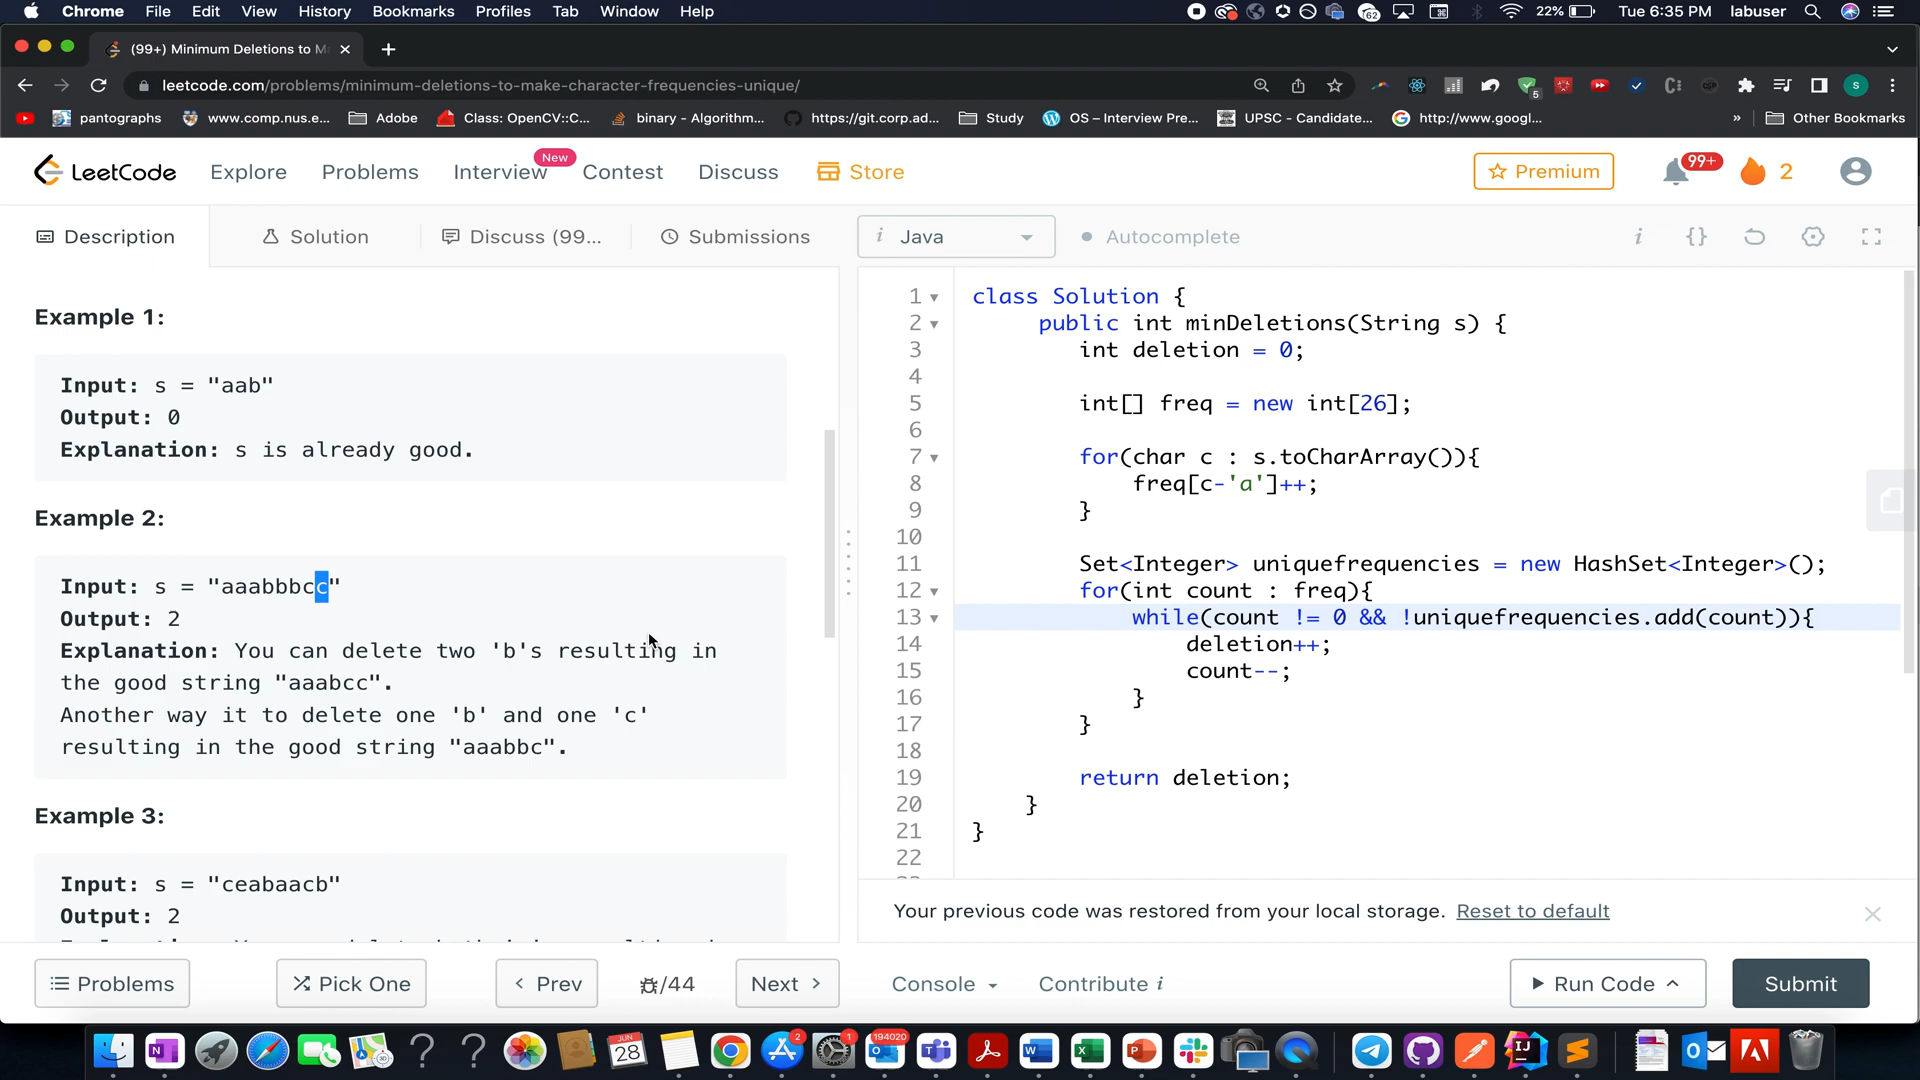 Chrome File Edit View History Bookmarks Profiles Tab Window Help 62 22% Tue 6:35 PM labuser
(99+) Minimum Deletions to M
leetcode.com/problems/minimum-deletions-to-make-character-frequencies-unique/ 5 S
pantographs www.comp.nus.e... Adobe Class: OpenCV::C... binary - Algorithm... https://git.corp.ad... Study OS – Interview Pre... UPSC - Candidate... http://www.googl... » Other Bookmarks
LeetCode Explore Problems Interview New Contest Discuss Store Premium 99+ 2
Description Solution Discuss (99... Submissions
i Java Autocomplete i {}
Example 1:
Input: s = "aab"
Output: 0
Explanation: s is already good.
Example 2:
Input: s = "aaabbbcc"
Output: 2
Explanation: You can delete two 'b's resulting in
the good string "aaabcc".
Another way it to delete one 'b' and one 'c'
resulting in the good string "aaabbc".
Example 3:
Input: s = "ceabaacb"
Output: 2
1 class Solution {
2 public int minDeletions(String s) {
3 int deletion = 0;
4
5 int[] freq = new int[26];
6
7 for(char c : s.toCharArray()){
8 freq[c-'a']++;
9 }
10
11 Set<Integer> uniquefrequencies = new HashSet<Integer>();
12 for(int count : freq){
13 while(count != 0 && !uniquefrequencies.add(count)){
14 deletion++;
15 count--;
16 }
17 }
18
19 return deletion;
20 }
21 }
22
Your previous code was restored from your local storage. Reset to default
Problems Pick One Prev /44 Next Console Contribute i Run Code Submit
JUN 28 2 1 194020